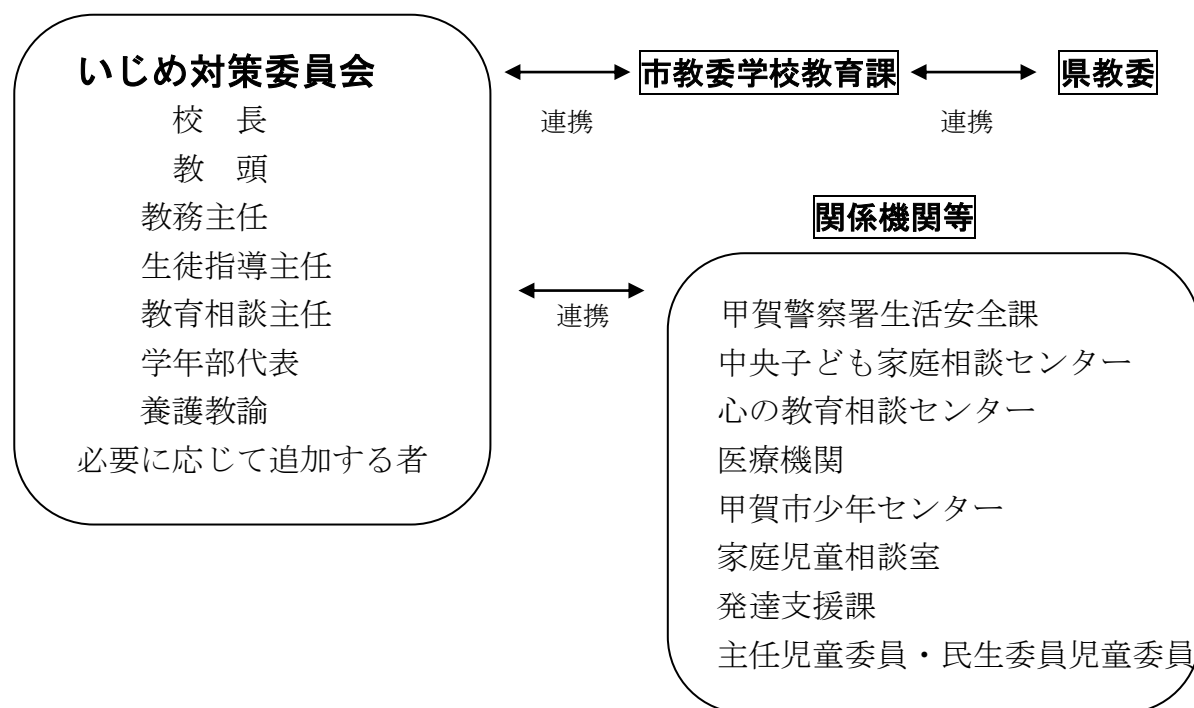 いじめ対策委員会
校　長
教　頭
教務主任
生徒指導主任
教育相談主任
学年部代表
養護教諭
必要に応じて追加する者
連携
市教委学校教育課
連携
県教委
連携
関係機関等
甲賀警察署生活安全課
中央子ども家庭相談センター
心の教育相談センター
医療機関
甲賀市少年センター
家庭児童相談室
発達支援課
主任児童委員・民生委員児童委員